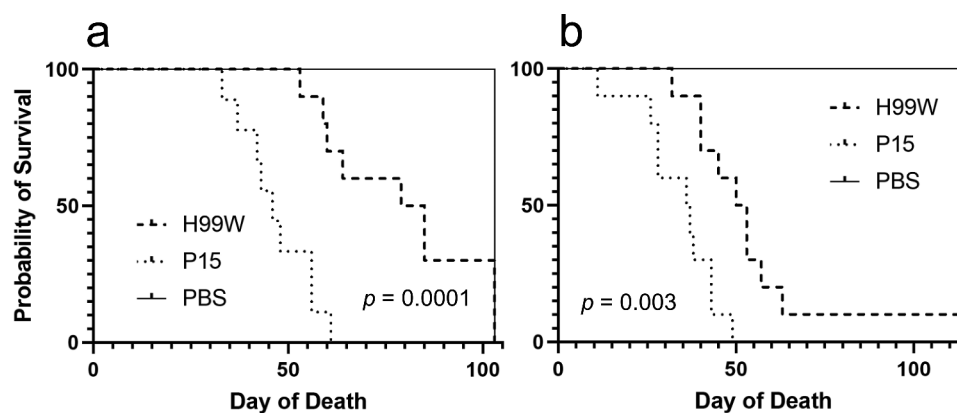 a
Probability of Survival
100
50
0
H99W
P15
PBS
p = 0.0001
0
50
100
Day of Death
b
100
50
0
H99W
P15
PBS
p = 0.003
0
50
100
Day of Death